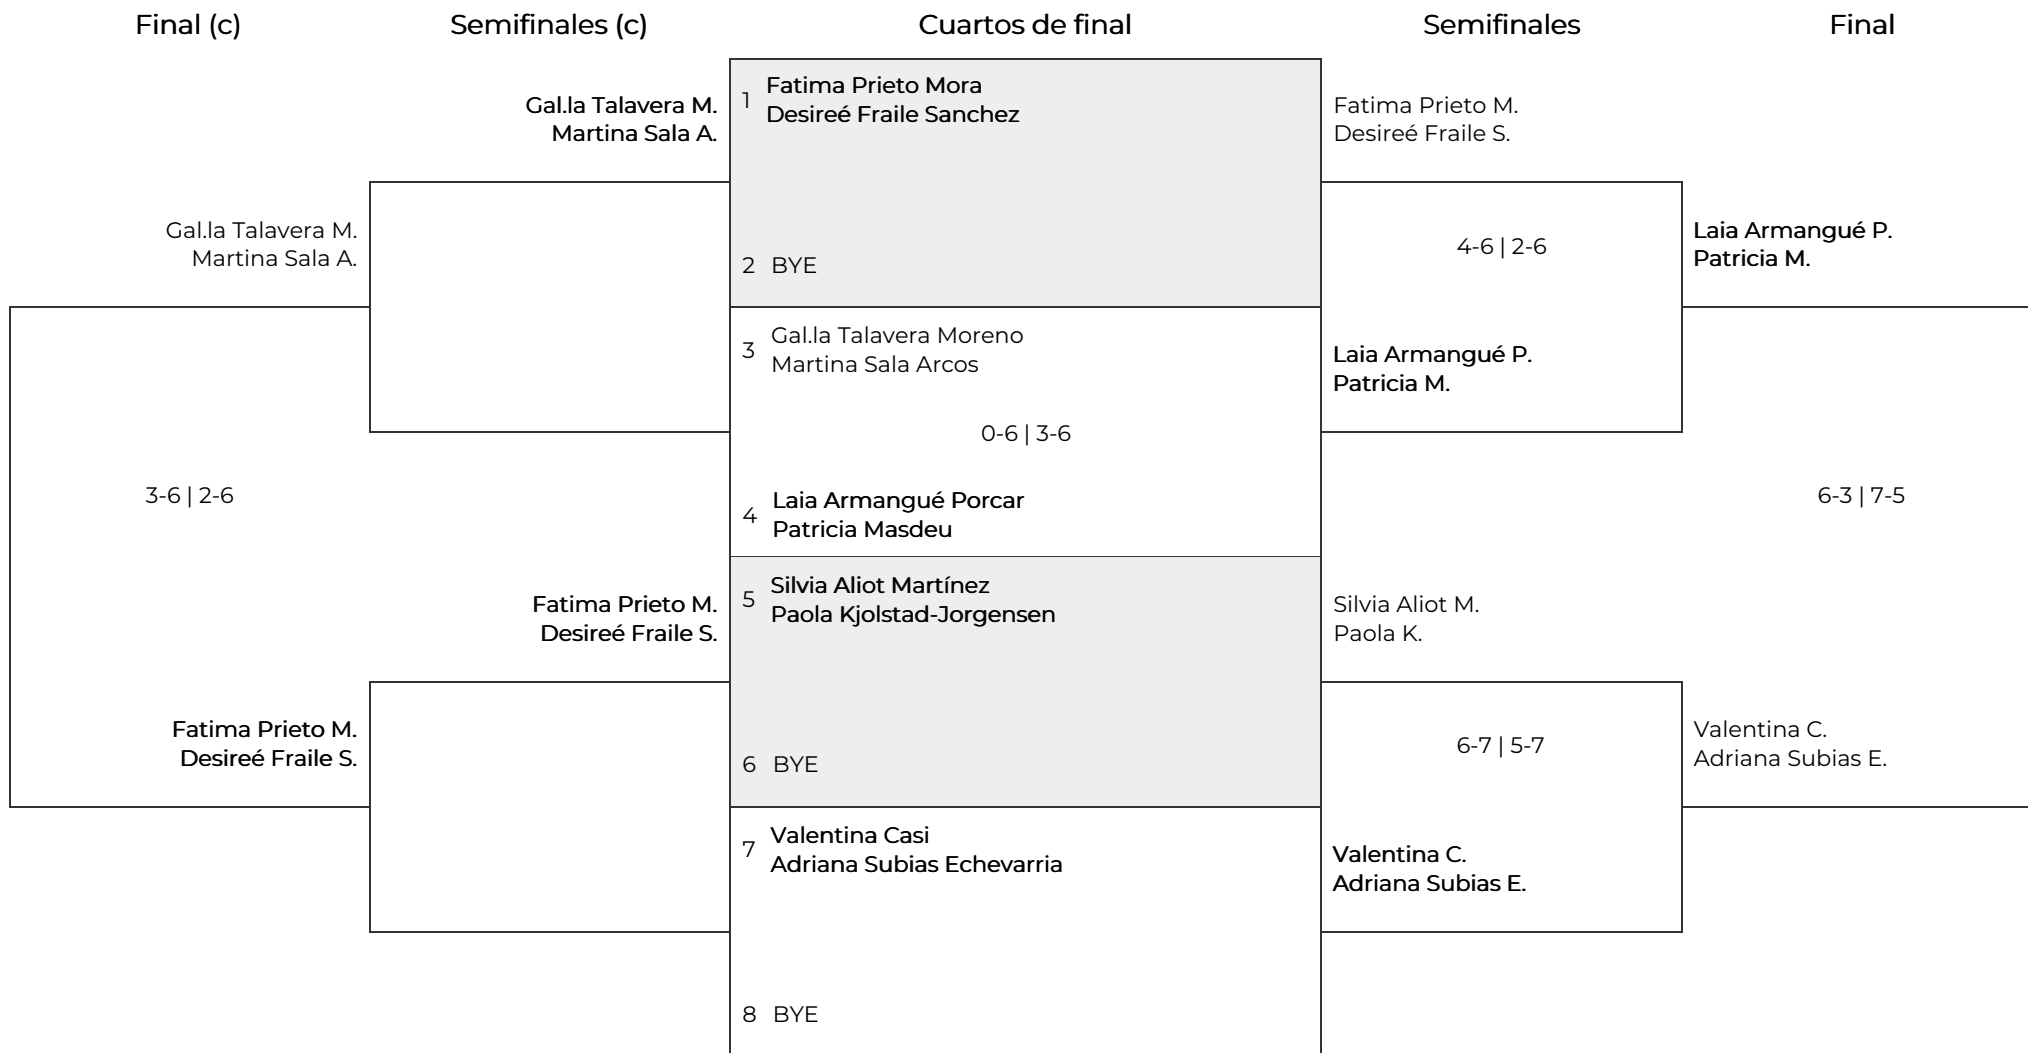 Final (c)
Semifinales (c)
Cuartos de final
Semifinales
Final
Gal.la Talavera M.
Martina Sala A.
1
Fatima Prieto Mora
Desireé Fraile Sanchez
Fatima Prieto M.
Desireé Fraile S.
Gal.la Talavera M.
Martina Sala A.
2 BYE
4-6 | 2-6
Laia Armangué P.
Patricia M.
3
Gal.la Talavera Moreno
Martina Sala Arcos
Laia Armangué P.
Patricia M.
0-6 | 3-6
3-6 | 2-6
4
Laia Armangué Porcar
Patricia Masdeu
6-3 | 7-5
Fatima Prieto M.
Desireé Fraile S.
5
Silvia Aliot Martínez
Paola Kjolstad-Jorgensen
Silvia Aliot M.
Paola K.
Fatima Prieto M.
Desireé Fraile S.
6 BYE
6-7 | 5-7
Valentina C.
Adriana Subias E.
7
Valentina Casi
Adriana Subias Echevarria
Valentina C.
Adriana Subias E.
8 BYE